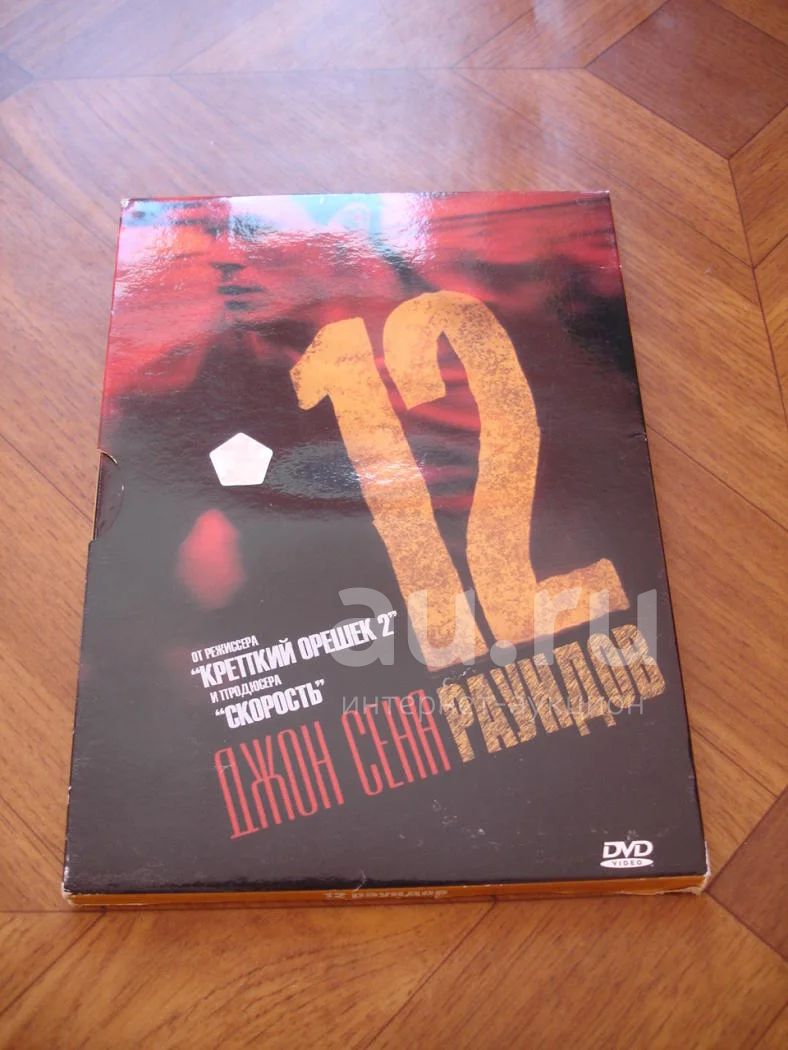 12
РАУНДОВ
ОТ РЕЖИССЕРА
"КРЕПКИЙ ОРЕШЕК 2"
И ПРОДЮСЕРА
"СКОРОСТЬ"
ДЖОН СЕНА
DVD
VIDEO
12 раундов
au.ru
интернет-аукцион